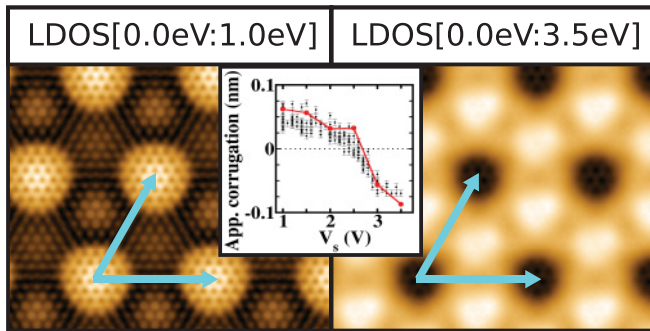 LDOS[0.0eV:1.0eV]
LDOS[0.0eV:3.5eV]
App. corrugation (nm)
0.1
0
-0.1
1
2
3
V_s (V)